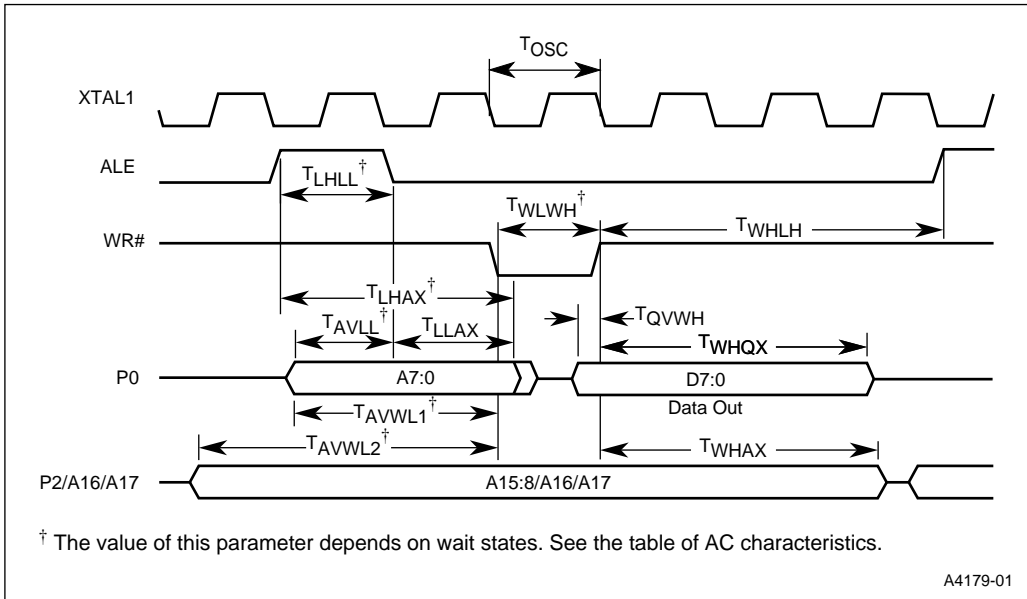 TOSC
XTAL1
ALE
TLHLL†
TWLWH†
TWHLH
WR#
TLHAX†
TAVLL†
TLLAX
TQVWH
TWHQX
P0
A7:0
D7:0
Data Out
TAVWL1†
TAVWL2†
TWHAX
P2/A16/A17
A15:8/A16/A17
† The value of this parameter depends on wait states. See the table of AC characteristics.
A4179-01